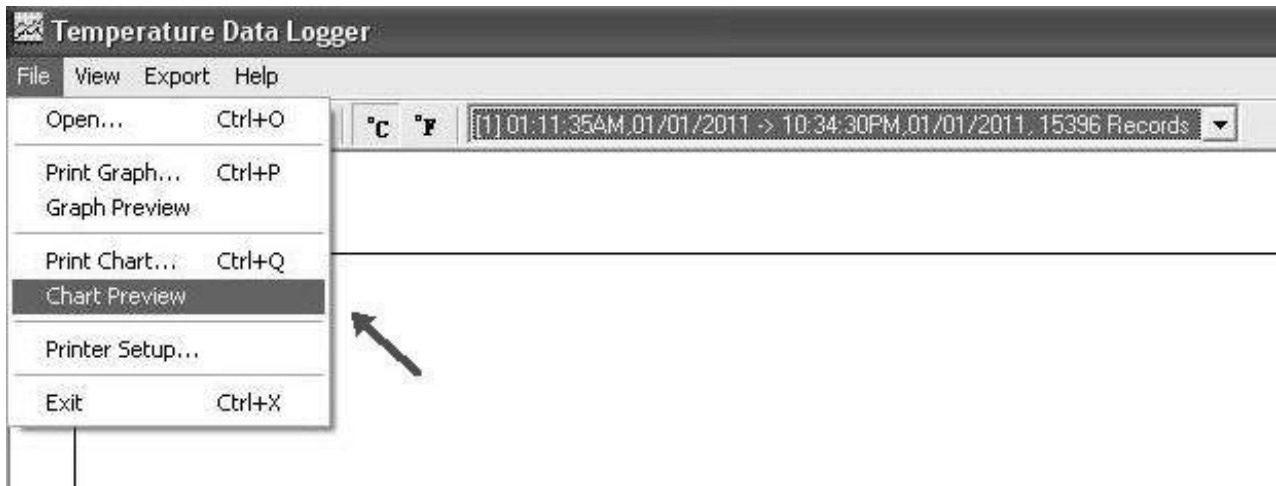 Temperature Data Logger
File View Export Help
Open... Ctrl+O
°C °F [1] 01:11:35AM,01/01/2011 -> 10:34:30PM,01/01/2011, 15396 Records
Print Graph... Ctrl+P
Graph Preview
Print Chart... Ctrl+Q
Chart Preview
Printer Setup...
Exit Ctrl+X